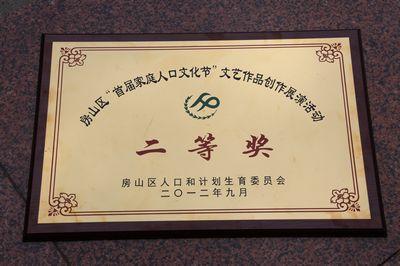 房山区“首届家庭人口文化节”文艺作品创作展演活动
二等奖
房山区人口和计划生育委员会
二〇一二年九月